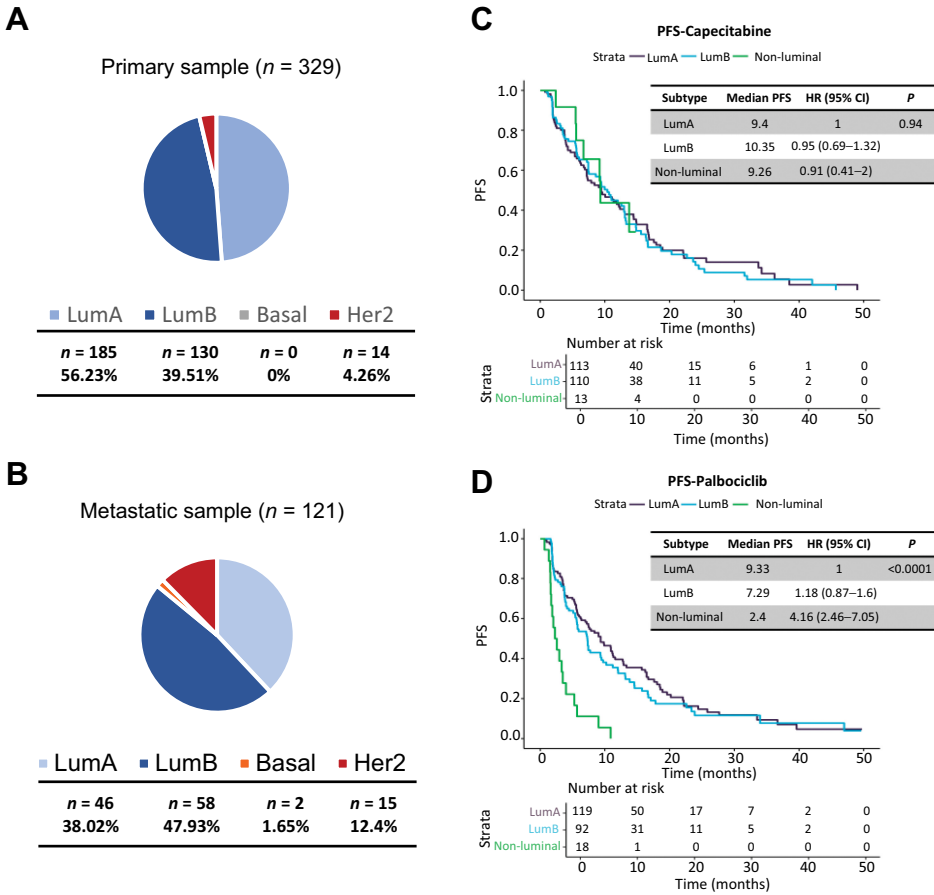 A
Primary sample (n = 329)
LumA LumB Basal Her2
n = 185 n = 130 n = 0 n = 14
56.23% 39.51% 0% 4.26%
B
Metastatic sample (n = 121)
LumA LumB Basal Her2
n = 46 n = 58 n = 2 n = 15
38.02% 47.93% 1.65% 12.4%
C
PFS-Capecitabine
Strata LumA LumB Non-luminal
Subtype Median PFS HR (95% CI) P
LumA 9.4 1 0.94
LumB 10.35 0.95 (0.69–1.32)
Non-luminal 9.26 0.91 (0.41–2)
PFS
1.0
0.8
0.6
0.4
0.2
0.0
0 10 20 30 40 50
Time (months)
Number at risk
Strata
LumA 113 40 15 6 1 0
LumB 110 38 11 5 2 0
Non-luminal 13 4 0 0 0 0
0 10 20 30 40 50
Time (months)
D
PFS-Palbociclib
Strata LumA LumB Non-luminal
Subtype Median PFS HR (95% CI) P
LumA 9.33 1 <0.0001
LumB 7.29 1.18 (0.87–1.6)
Non-luminal 2.4 4.16 (2.46–7.05)
PFS
1.0
0.8
0.6
0.4
0.2
0.0
0 10 20 30 40 50
Time (months)
Number at risk
Strata
LumA 119 50 17 7 2 0
LumB 92 31 11 5 2 0
Non-luminal 18 1 0 0 0 0
0 10 20 30 40 50
Time (months)